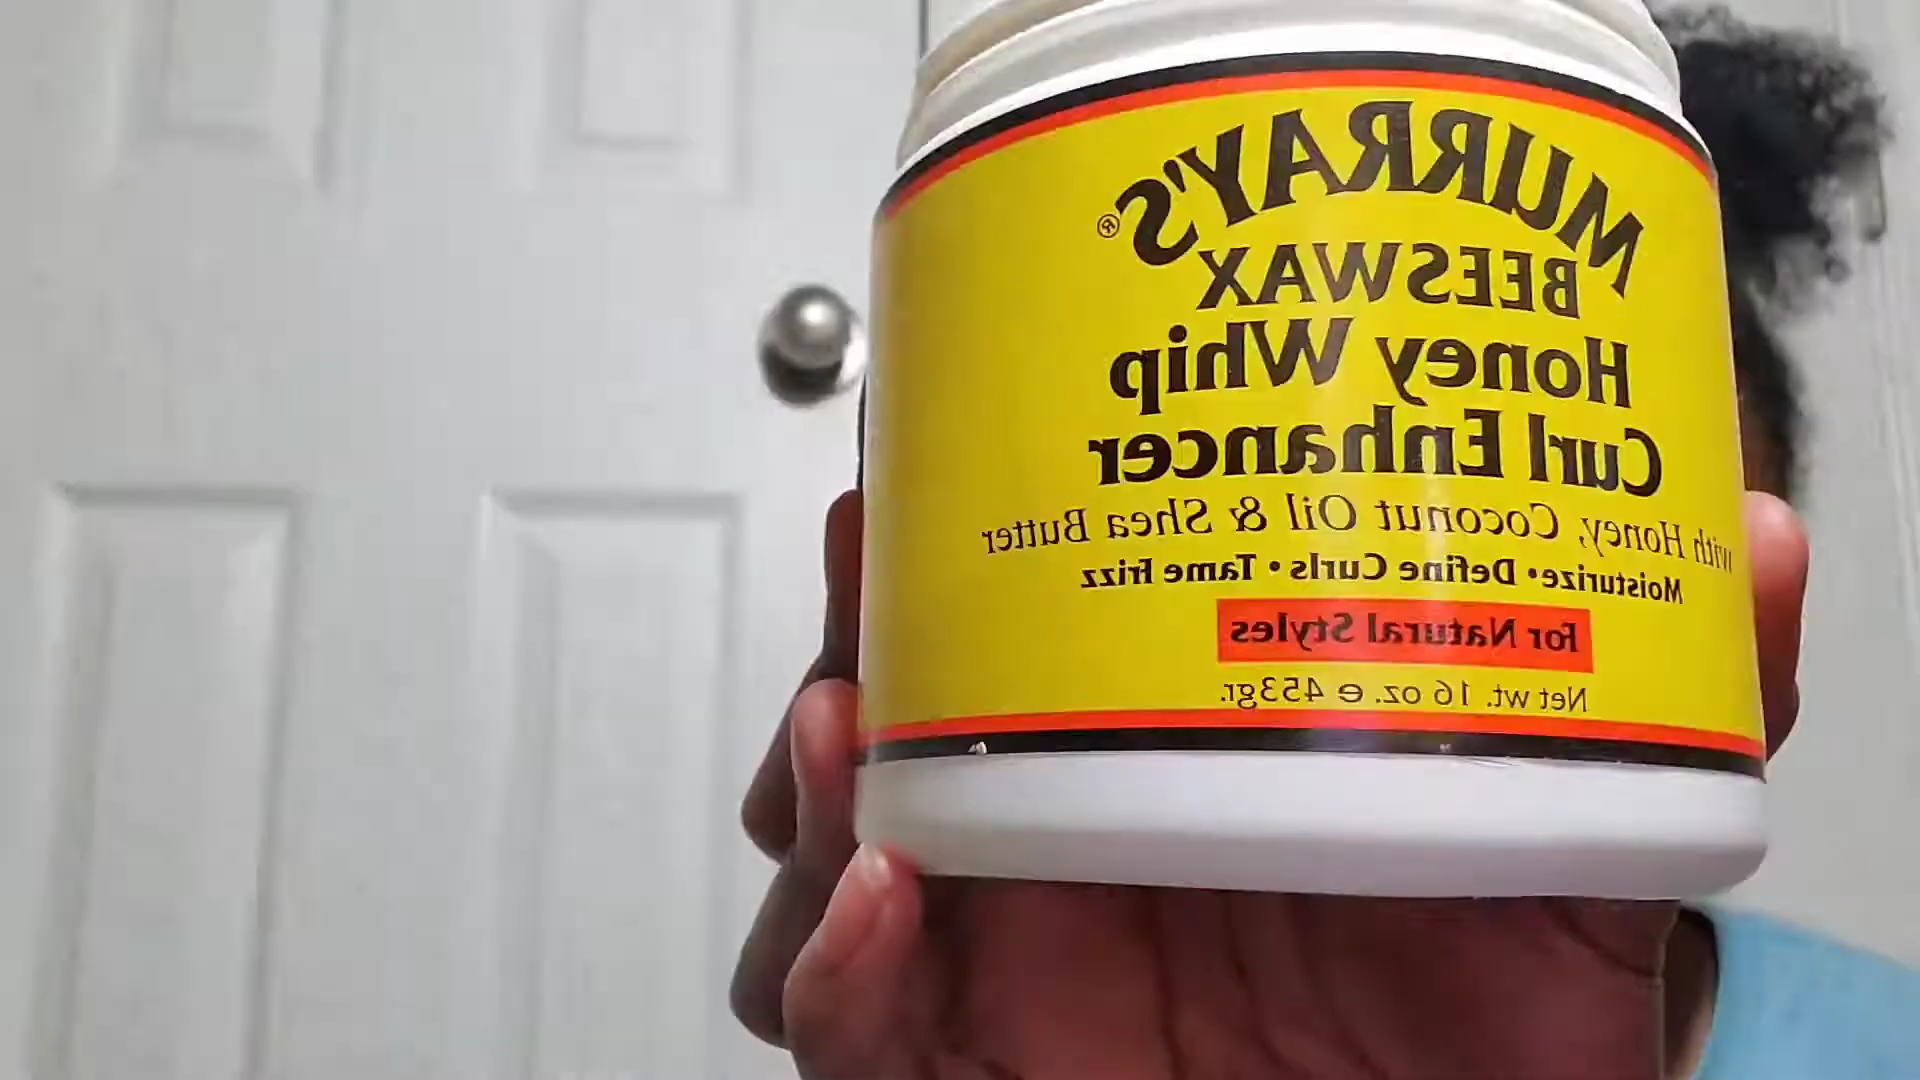 MURRAY'S®
BEESWAX
Honey Whip
Curl Enhancer
with Honey, Coconut Oil & Shea Butter
Moisturize • Define Curls • Tame Frizz
For Natural Styles
Net wt. 16 oz. e 453gr.